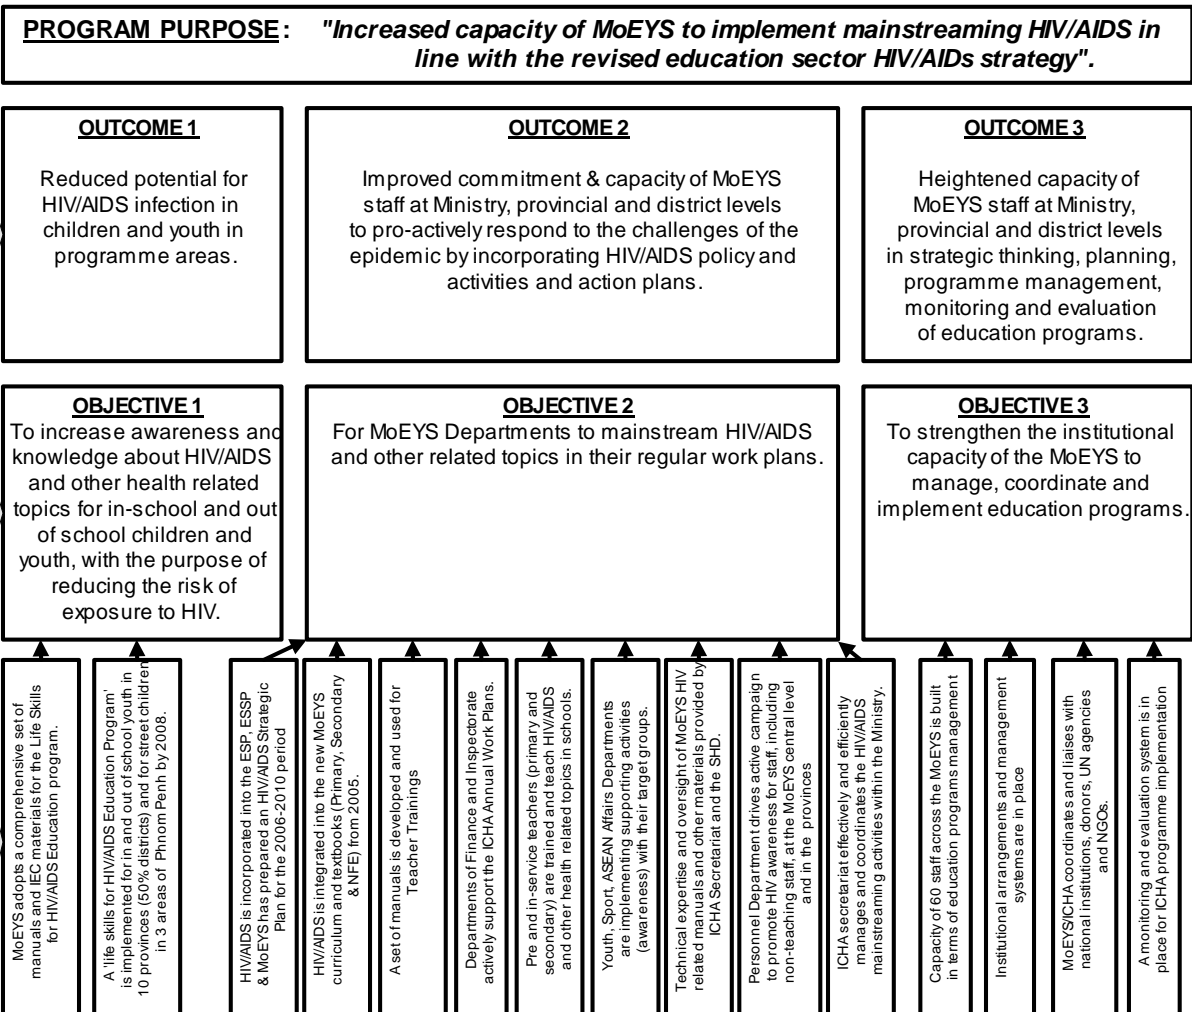 PROGRAM PURPOSE: "Increased capacity of MoEYS to implement mainstreaming HIV/AIDS in
line with the revised education sector HIV/AIDs strategy".
OUTCOME 1
Reduced potential for
HIV/AIDS infection in
children and youth in
programme areas.
OUTCOME 2
Improved commitment & capacity of MoEYS
staff at Ministry, provincial and district levels
to pro-actively respond to the challenges of the
epidemic by incorporating HIV/AIDS policy and
activities and action plans.
OUTCOME 3
Heightened capacity of
MoEYS staff at Ministry,
provincial and district levels
in strategic thinking, planning,
programme management,
monitoring and evaluation
of education programs.
OBJECTIVE 1
To increase awareness and
knowledge about HIV/AIDS
and other health related
topics for in-school and out
of school children and
youth, with the purpose of
reducing the risk of
exposure to HIV.
OBJECTIVE 2
For MoEYS Departments to mainstream HIV/AIDS
and other related topics in their regular work plans.
OBJECTIVE 3
To strengthen the institutional
capacity of the MoEYS to
manage, coordinate and
implement education programs.
MoEYS adopts a comprehensive set of
manuals and IEC materials for the Life Skills
for HIV/AIDS Education program.
A 'life skills for HIV/AIDS Education Program'
is implemented for in and out of school youth in
10 provinces (50% districts) and for street children
in 3 areas of Phnom Penh by 2008.
HIV/AIDS is incorporated into the ESP, ESSP
& MoEYS has prepared an HIV/AIDS Strategic
Plan for the 2006-2010 period
HIV/AIDS is integrated into the new MoEYS
curriculum and textbooks (Primary, Secondary
& NFE) from 2005.
A set of manuals is developed and used for
Teacher Trainings
Departments of Finance and Inspectorate
actively support the ICHA Annual Work Plans.
Pre and in-service teachers (primary and
secondary) are trained and teach HIV/AIDS
and other health related topics in schools.
Youth, Sport, ASEAN Affairs Departments
are implementing supporting activities
(awareness) with their target groups.
Technical expertise and oversight of MoEYS HIV
related manuals and other materials provided by
ICHA Secretariat and the SHD.
Personnel Department drives active campaign
to promote HIV awareness for staff, including
non-teaching staff, at the MoEYS central level
and in the provinces
ICHA secretariat effectively and efficiently
manages and coordinates the HIV/AIDS
mainstreaming activities within the Ministry.
Capacity of 60 staff across the MoEYS is built
in terms of education programs management
Institutional arrangements and management
systems are in place
MoEYS/ICHA coordinates and liaises with
national institutions, donors, UN agencies
and NGOs.
A monitoring and evaluation system is in
place for ICHA programme implementation